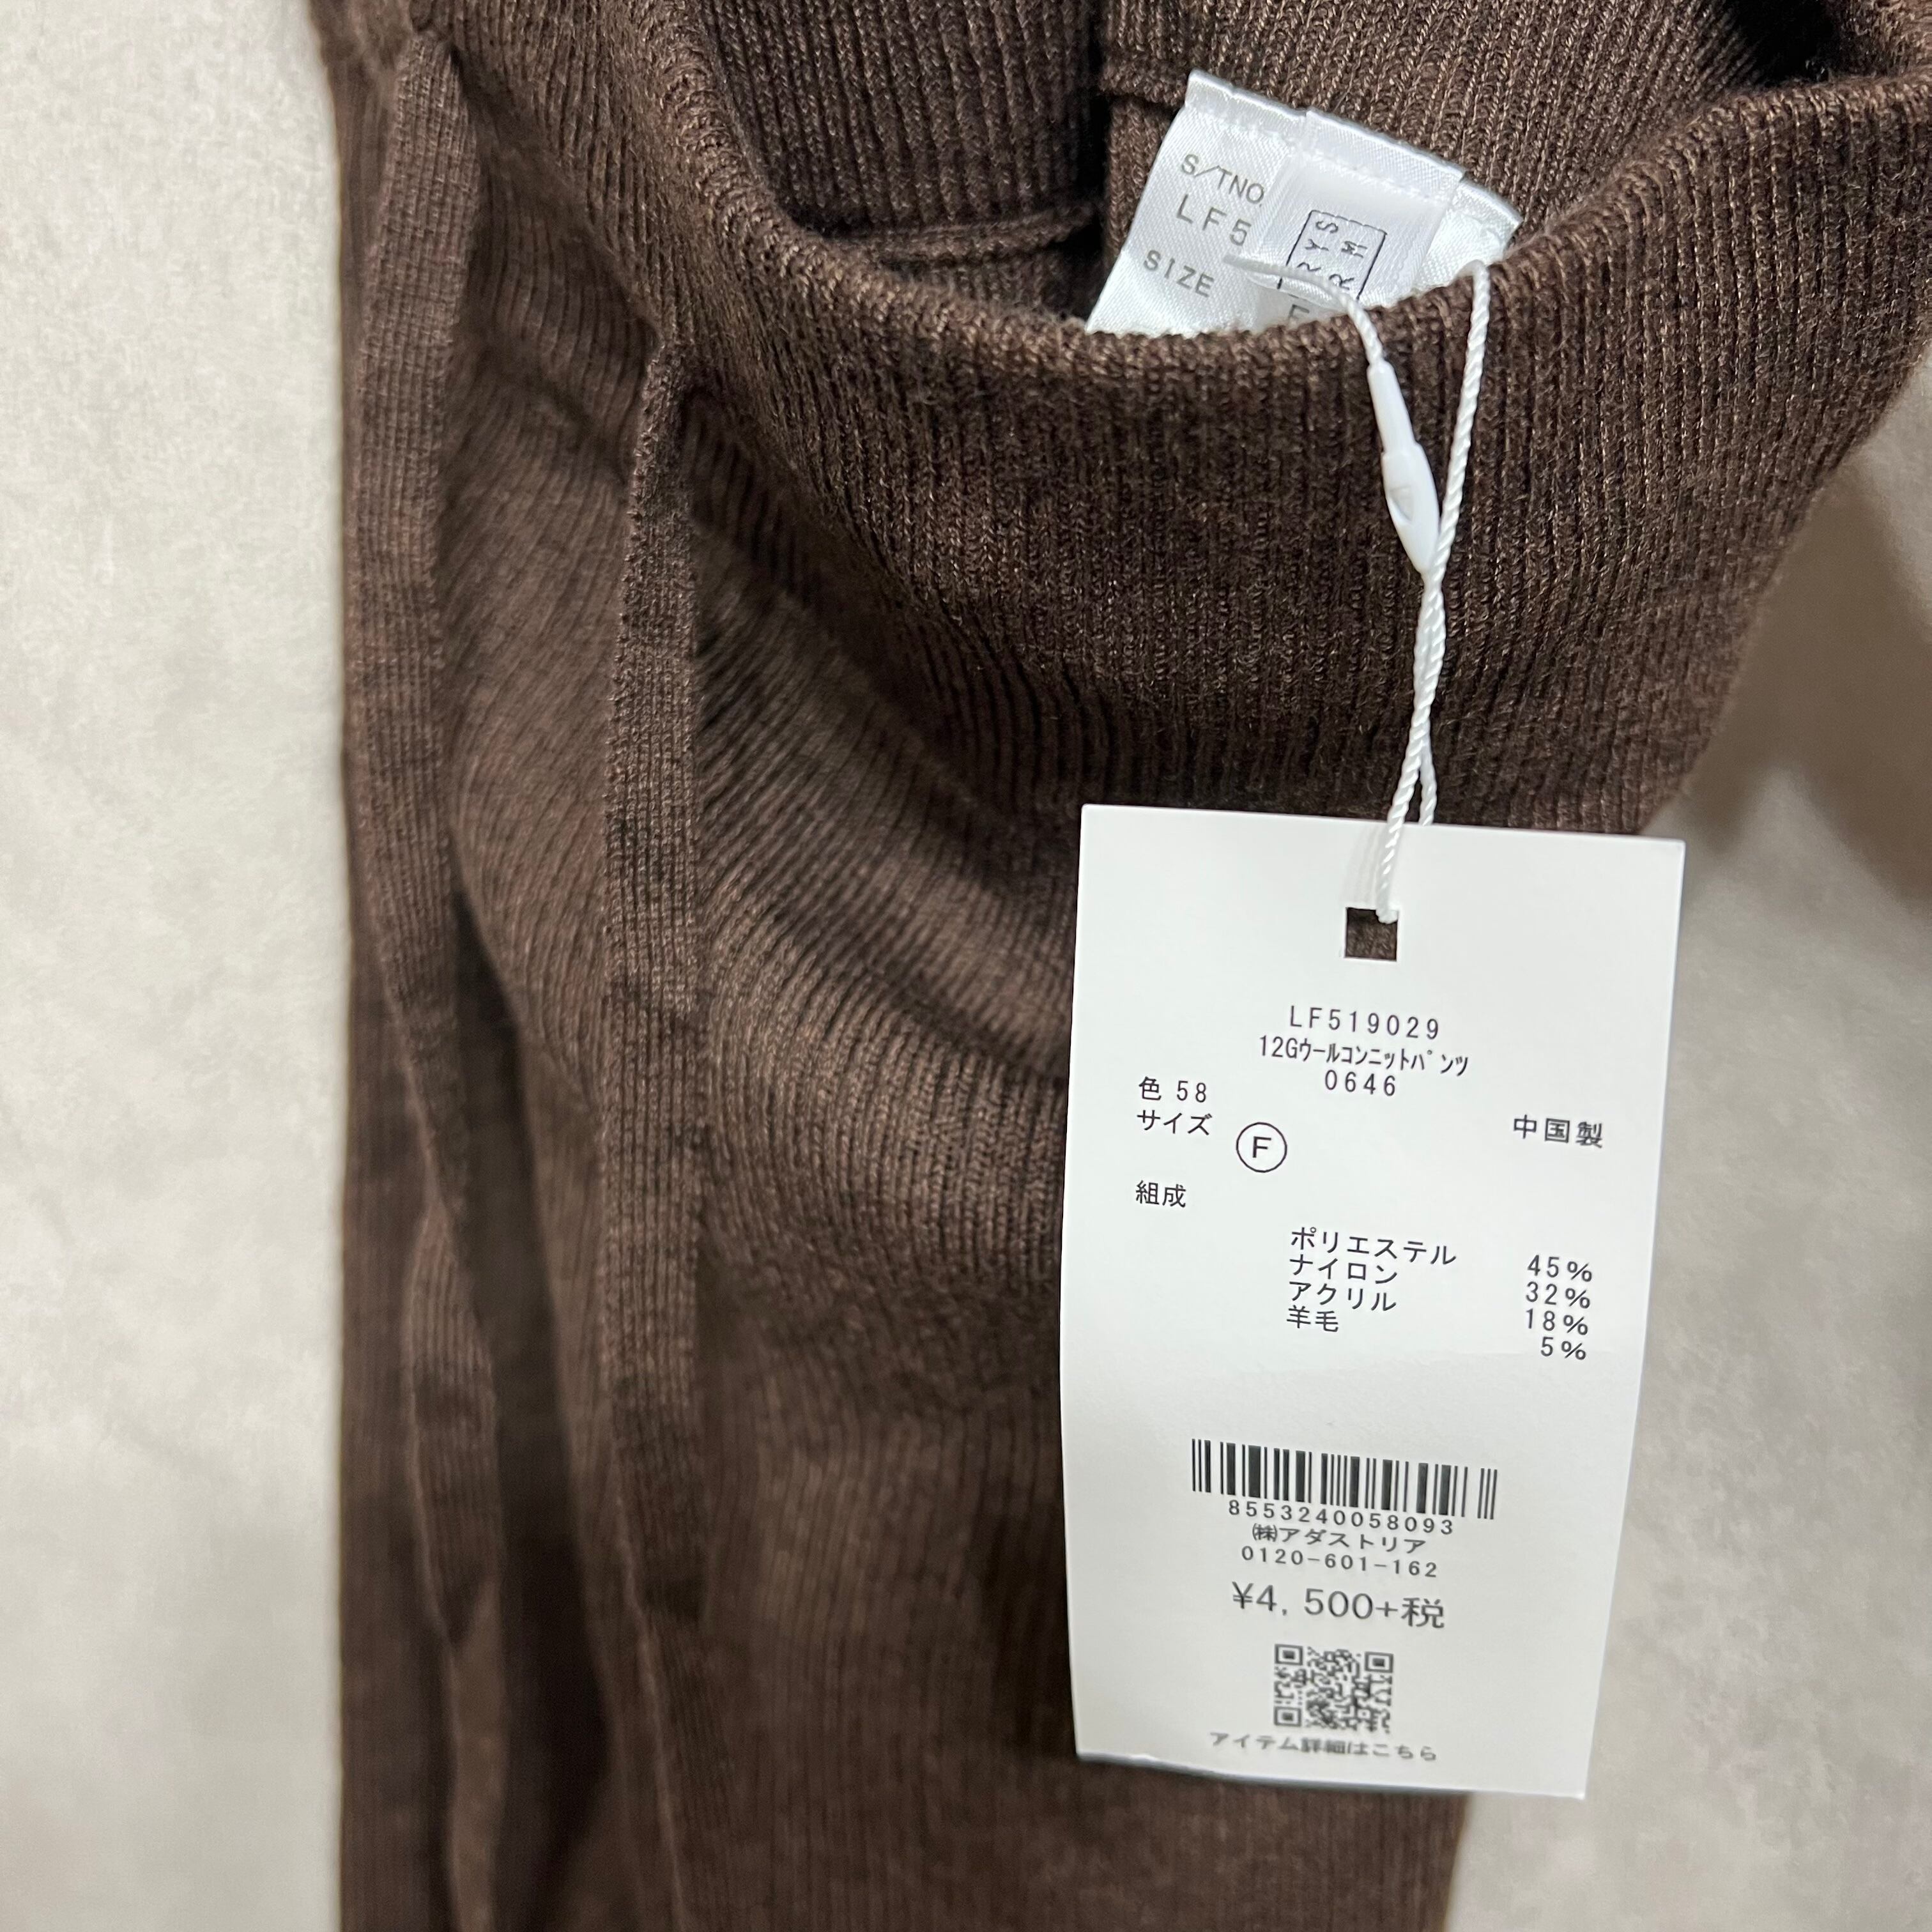 S/TNO
LF5
SIZE
LF519029
12Gウールコンニットパンツ
0646
色 58
サイズ F
中国製
組成
ポリエステル 45%
ナイロン 32%
アクリル 18%
羊毛 5%
8553240058093
㈱アダストリア
0120-601-162
¥4,500+税
アイテム詳細はこちら